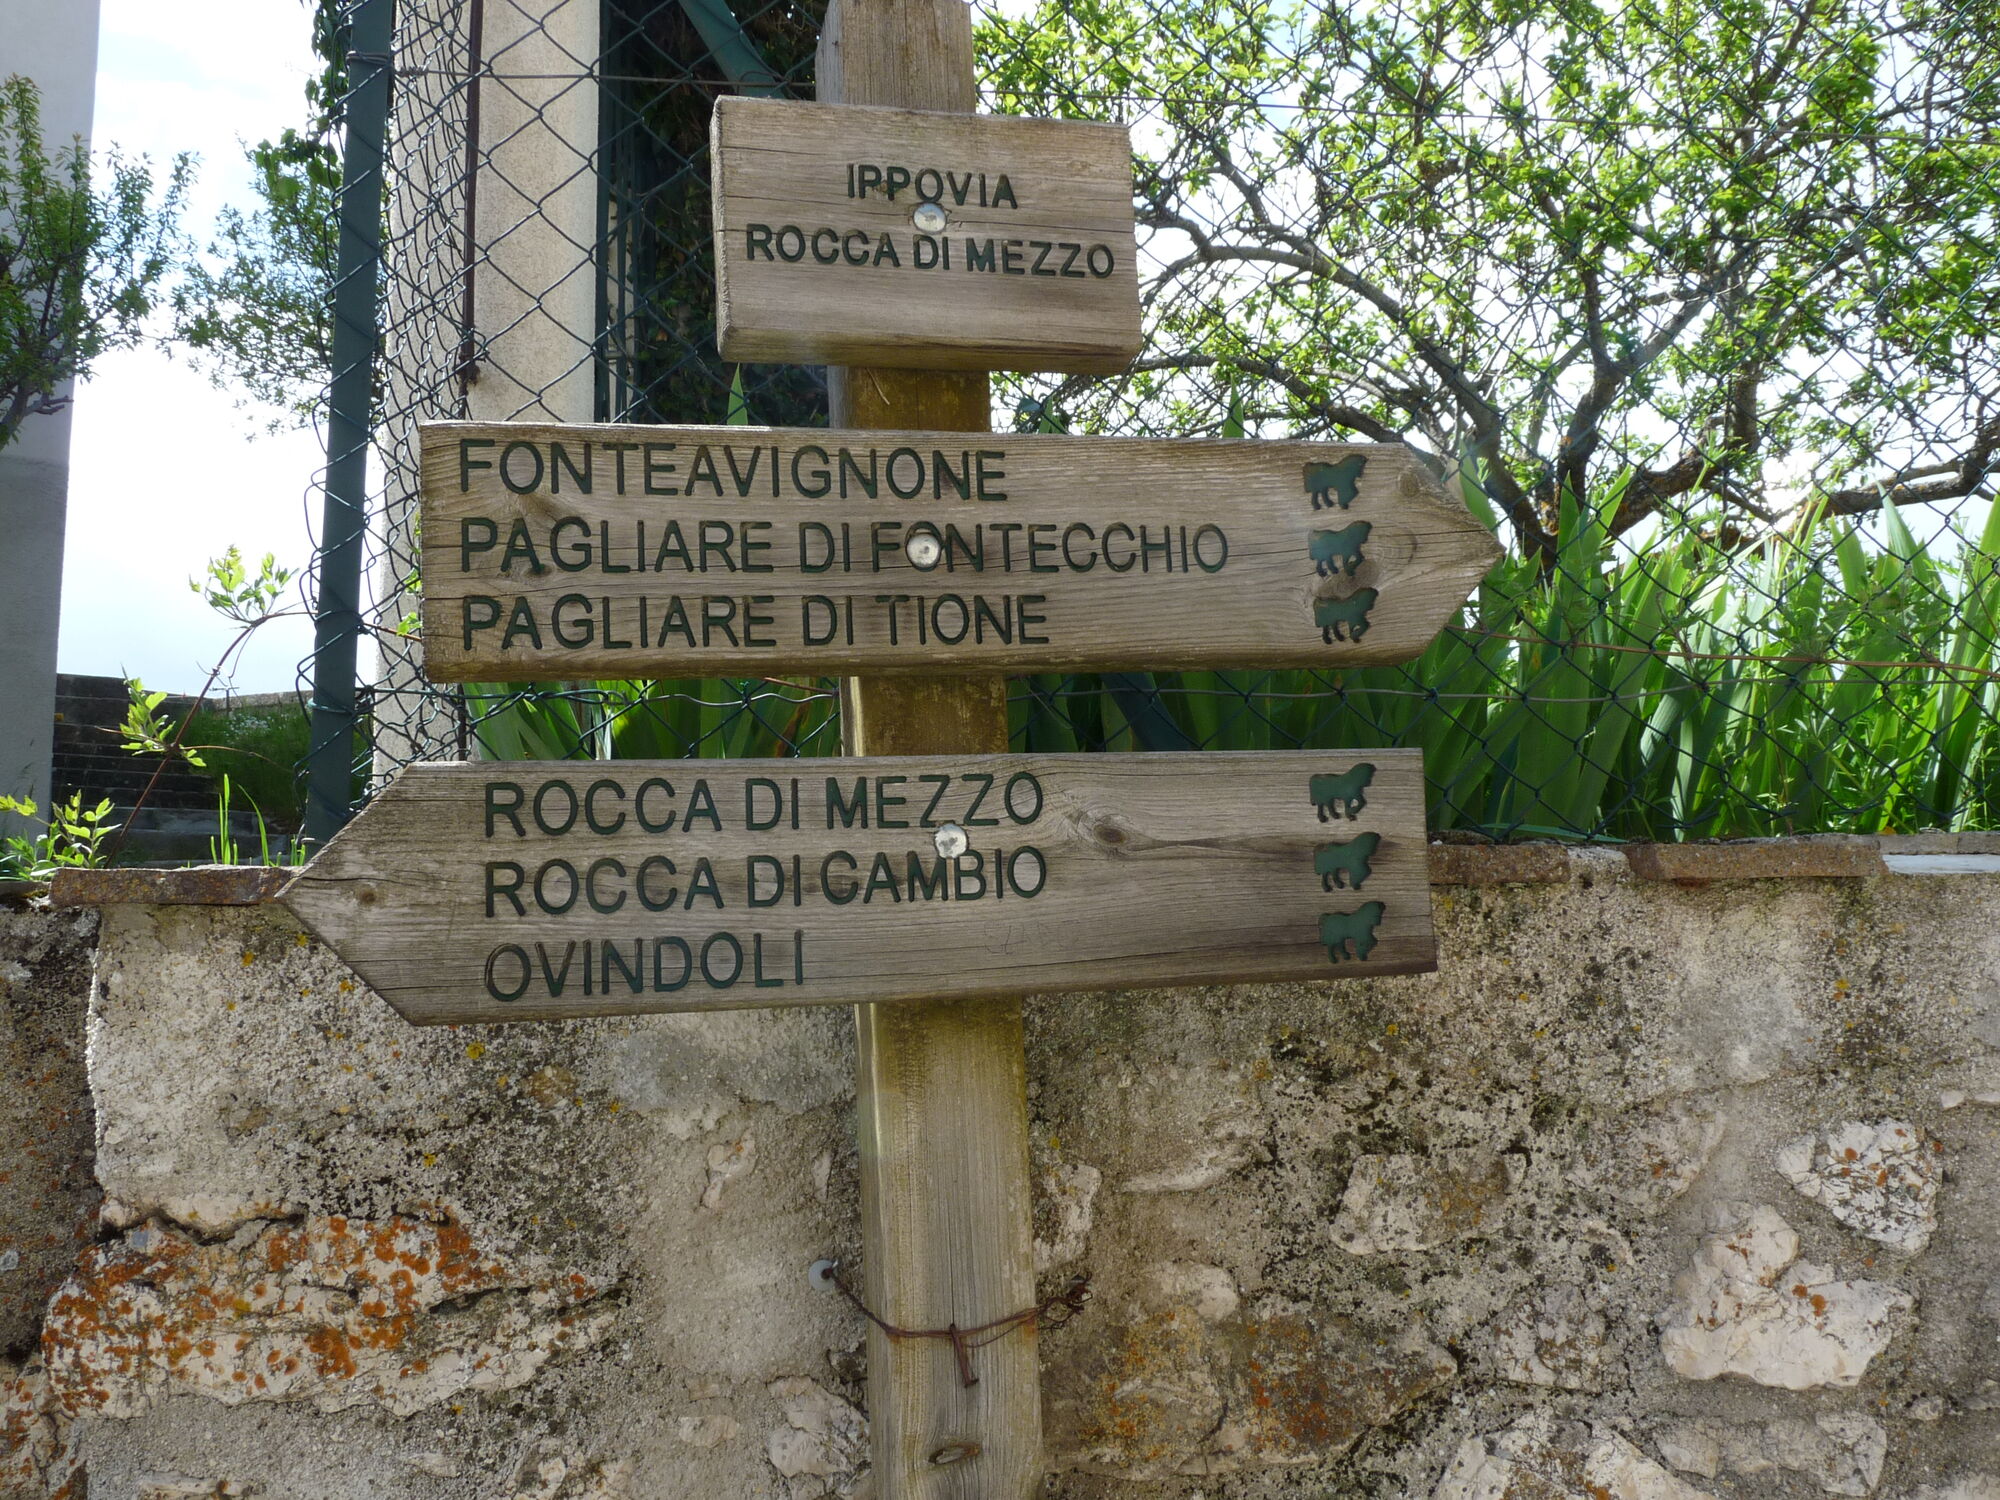 IPPOVIA
ROCCA DI MEZZO
FONTEAVIGNONE
PAGLIARE DI FONTECCHIO
PAGLIARE DI TIONE
ROCCA DI MEZZO
ROCCA DI CAMBIO
OVINDOLI